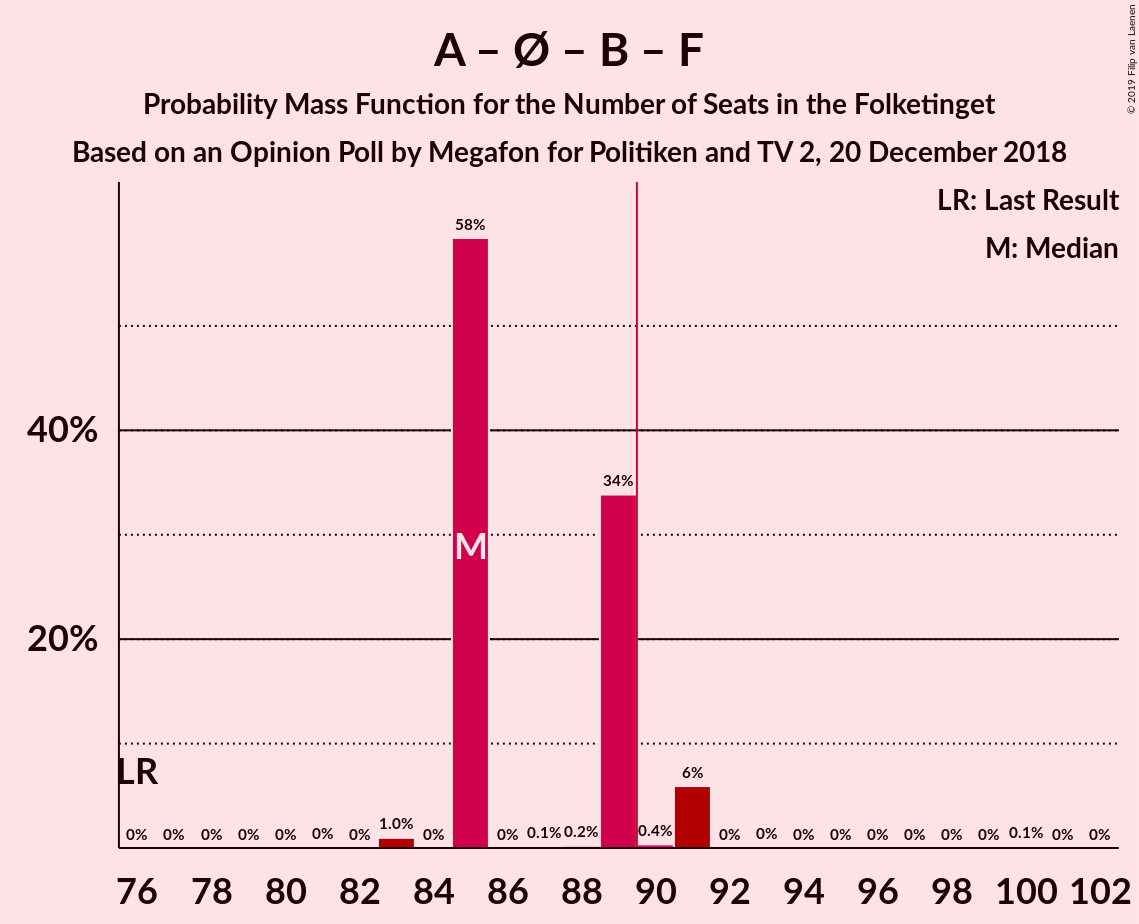 A – Ø – B – F
Probability Mass Function for the Number of Seats in the Folketinget
Based on an Opinion Poll by Megafon for Politiken and TV 2, 20 December 2018
© 2019 Filip van Laenen
LR: Last Result
M: Median
40%
20%
LR
M
0% 0% 0% 0% 0% 0% 0% 1.0% 0% 58% 0% 0.1% 0.2% 34% 0.4% 6% 0% 0% 0% 0% 0% 0% 0% 0% 0.1% 0% 0%
76 78 80 82 84 86 88 90 92 94 96 98 100 102